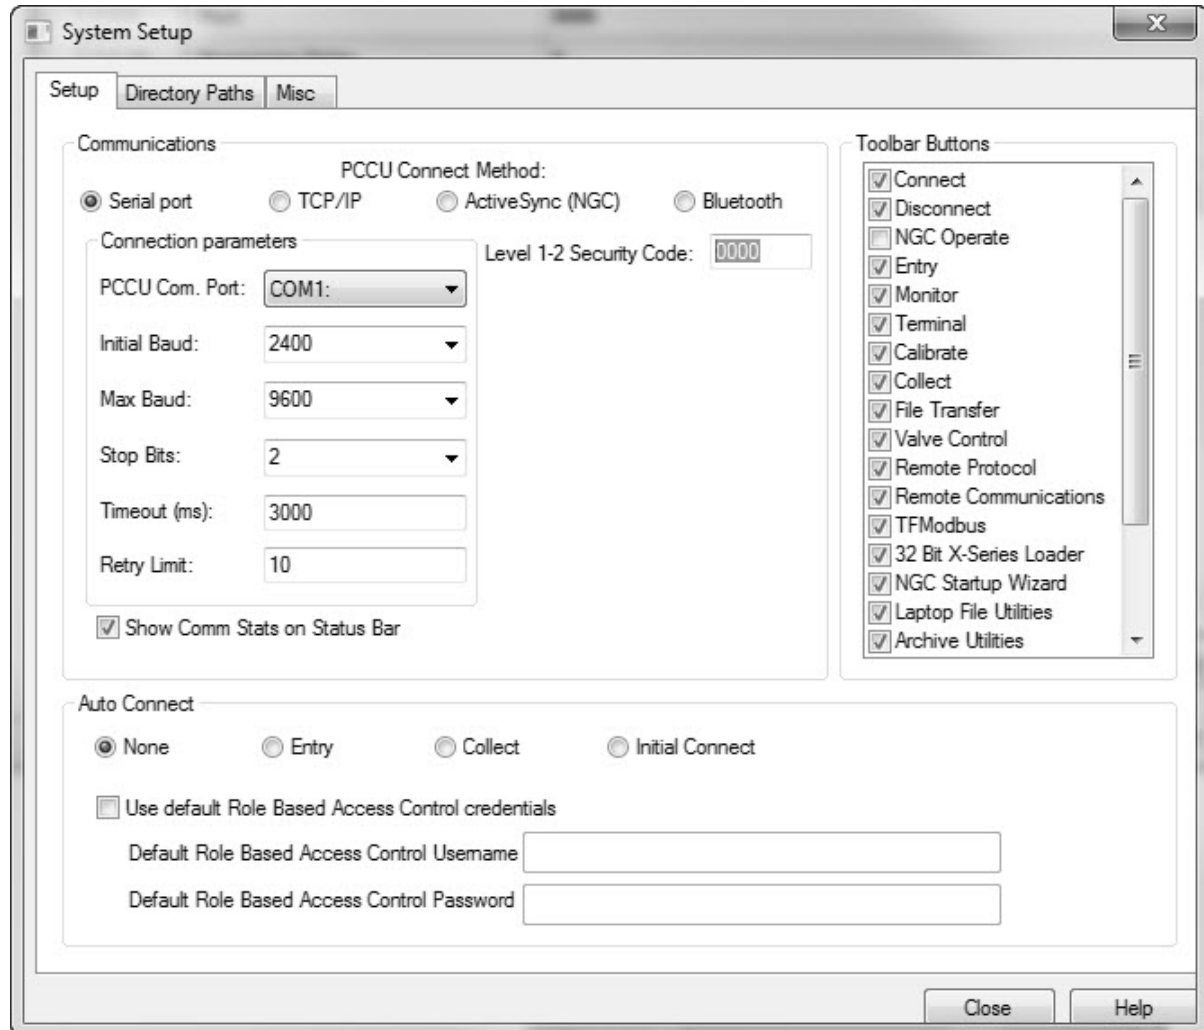 System Setup
Setup
Directory Paths
Misc
Communications
PCCU Connect Method:
Serial port
TCP/IP
ActiveSync (NGC)
Bluetooth
Connection parameters
Level 1-2 Security Code: 0000
PCCU Com. Port: COM1:
Initial Baud: 2400
Max Baud: 9600
Stop Bits: 2
Timeout (ms): 3000
Retry Limit: 10
Show Comm Stats on Status Bar
Toolbar Buttons
Connect
Disconnect
NGC Operate
Entry
Monitor
Terminal
Calibrate
Collect
File Transfer
Valve Control
Remote Protocol
Remote Communications
TFModbus
32 Bit X-Series Loader
NGC Startup Wizard
Laptop File Utilities
Archive Utilities
Auto Connect
None
Entry
Collect
Initial Connect
Use default Role Based Access Control credentials
Default Role Based Access Control Username
Default Role Based Access Control Password
Close
Help